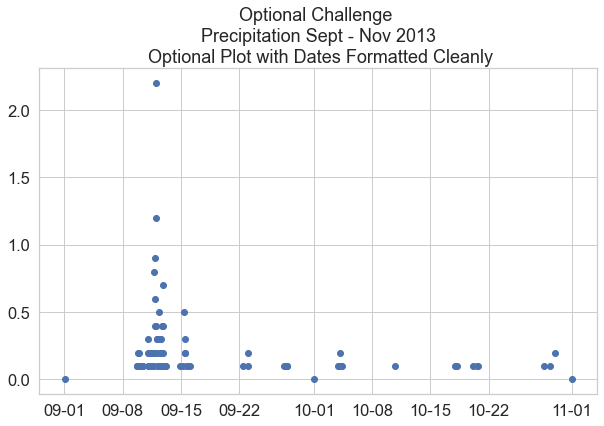 Optional Challenge
Precipitation Sept - Nov 2013
Optional Plot with Dates Formatted Cleanly
2.0
1.5
1.0
0.5
0.0
09-01 09-08 09-15 09-22 10-01 10-08 10-15 10-22 11-01